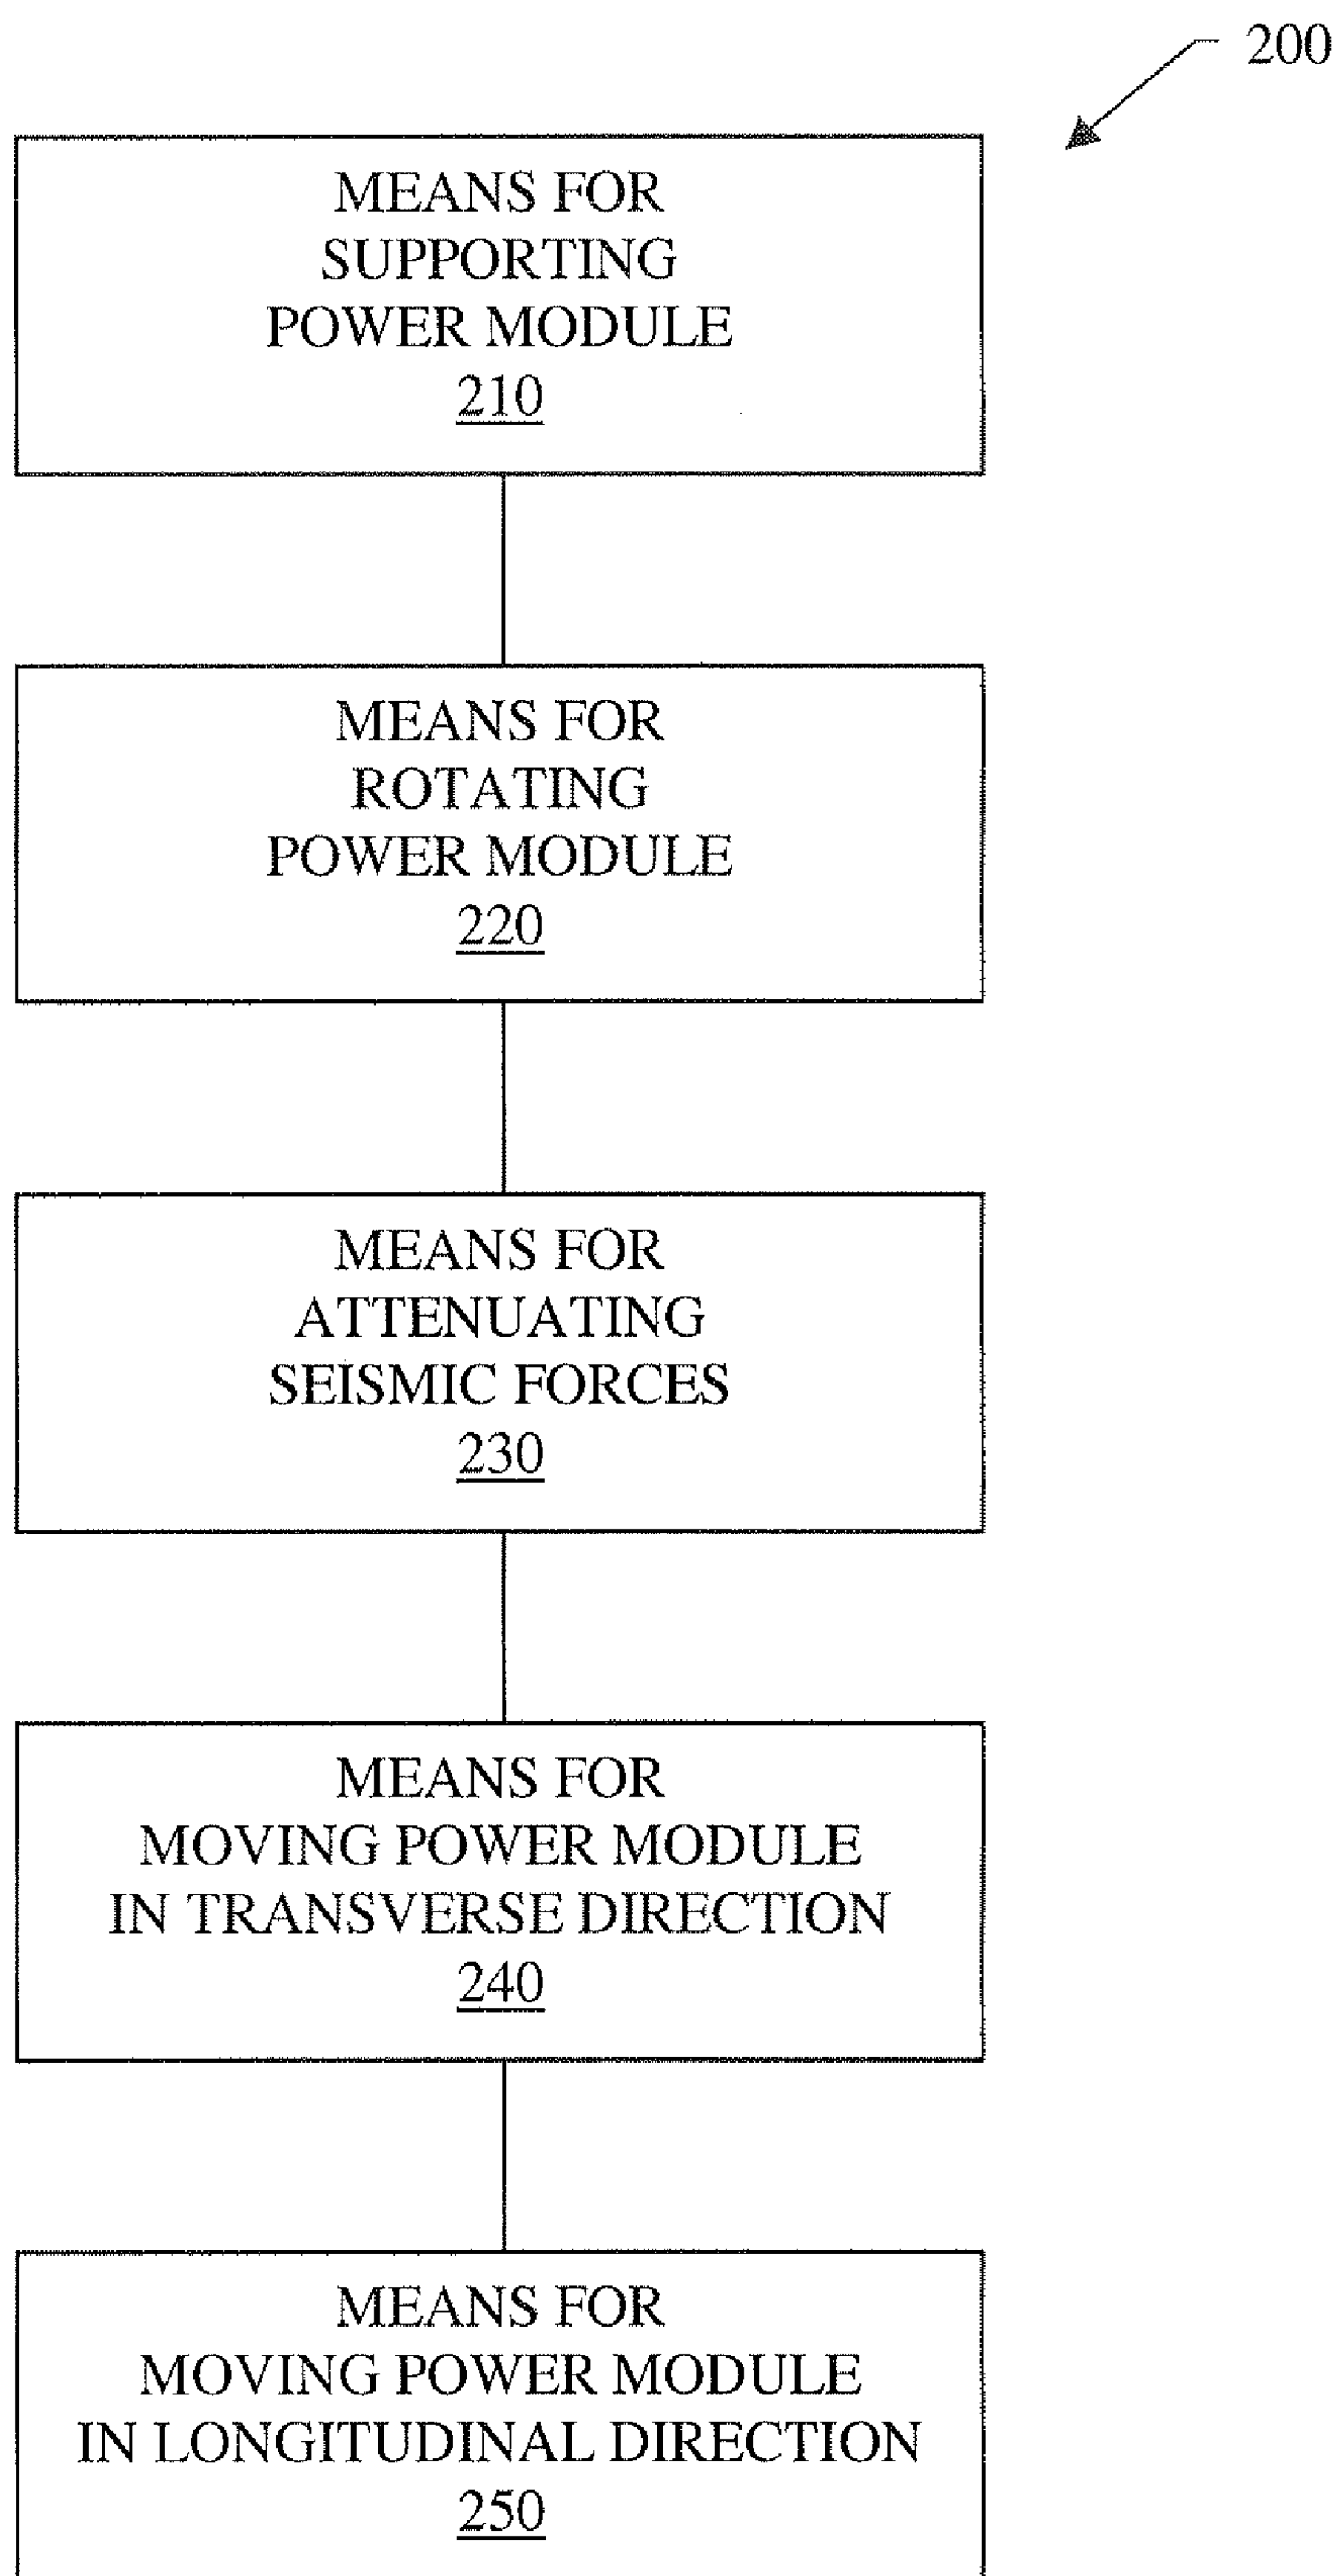 200
MEANS FOR
SUPPORTING
POWER MODULE
210
MEANS FOR
ROTATING
POWER MODULE
220
MEANS FOR
ATTENUATING
SEISMIC FORCES
230
MEANS FOR
MOVING POWER MODULE
IN TRANSVERSE DIRECTION
240
MEANS FOR
MOVING POWER MODULE
IN LONGITUDINAL DIRECTION
250